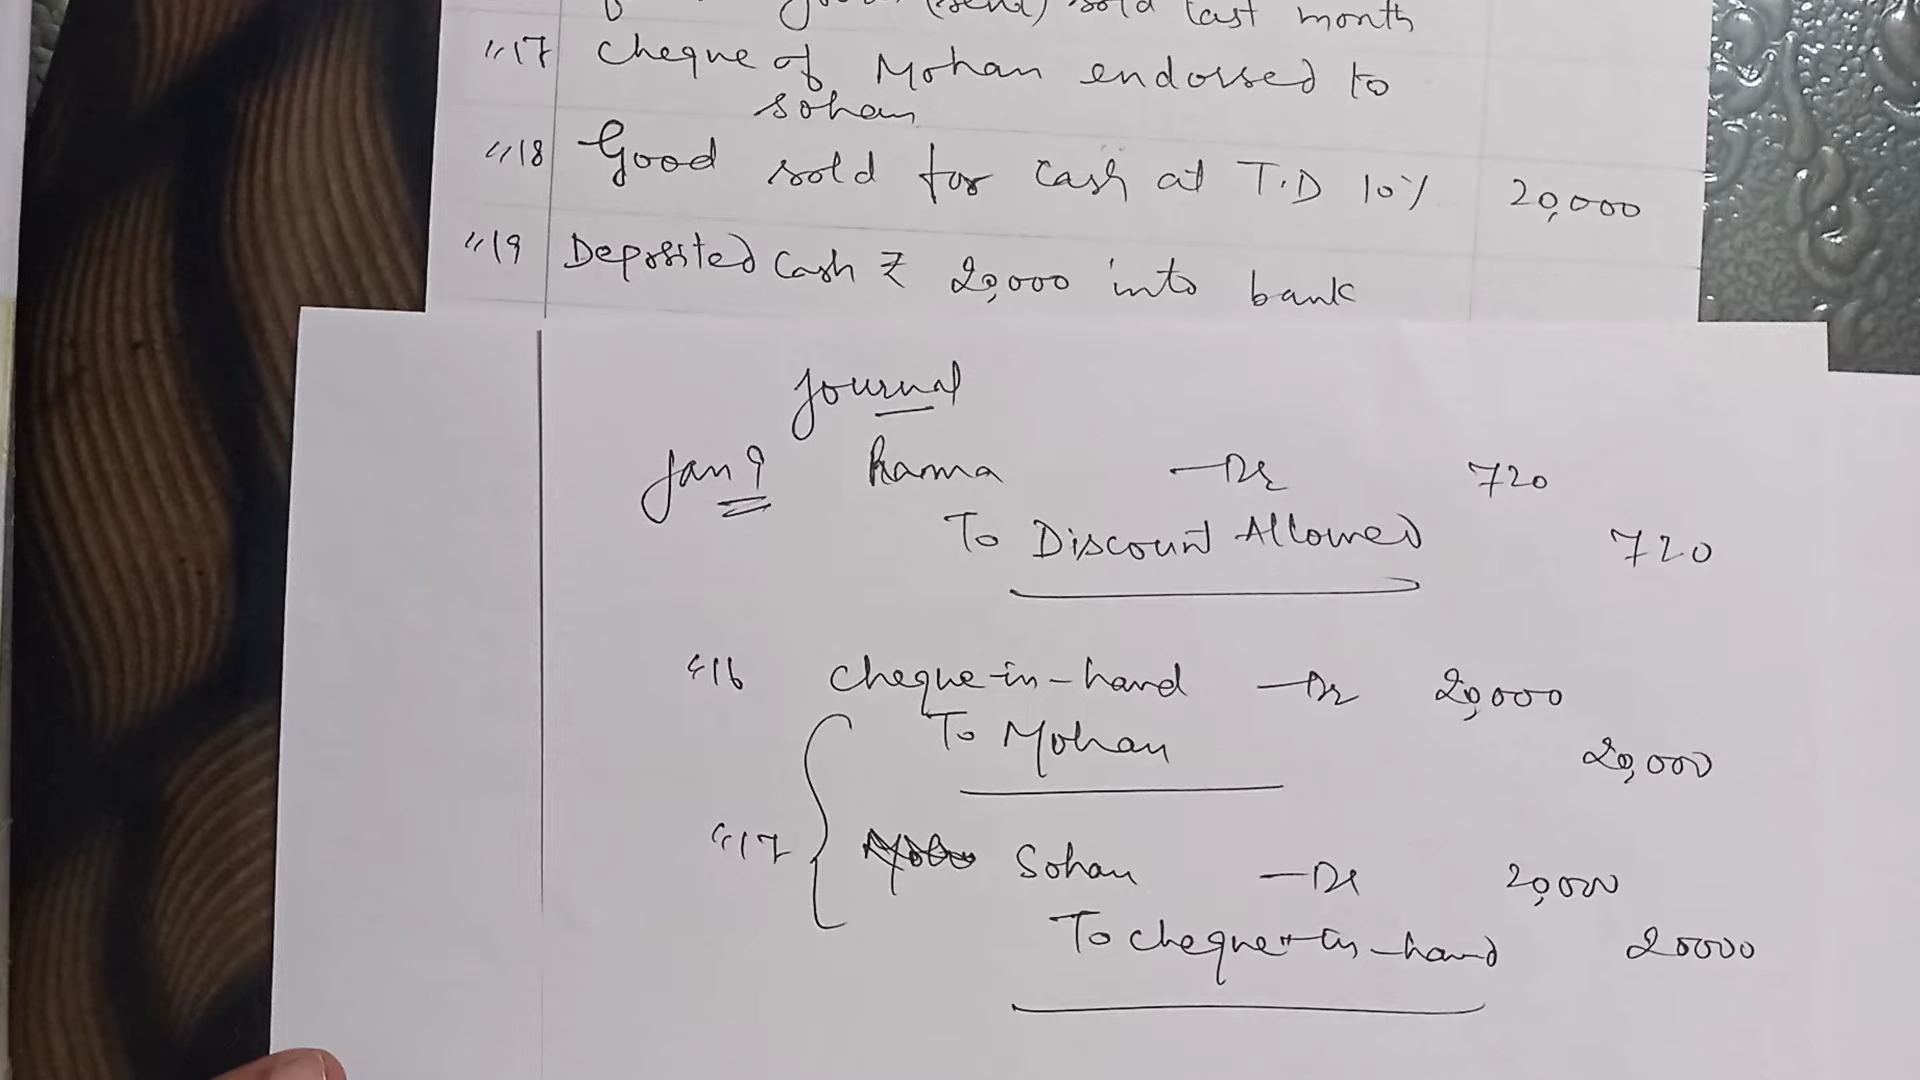 (send) sold last month
"17 Cheque of Mohan endorsed to
Sohan
"18 Good sold for cash at T.D 10% 20,000
"19 Deposited Cash ₹ 20,000 into bank
Journal
Jan 9 Rama —Dr 720
To Discount Allowed 720
"16 cheque-in-hand —Dr 20,000
To Mohan 20,000
"17 Sohan —Dr 20,000
To cheque-in-hand 20000